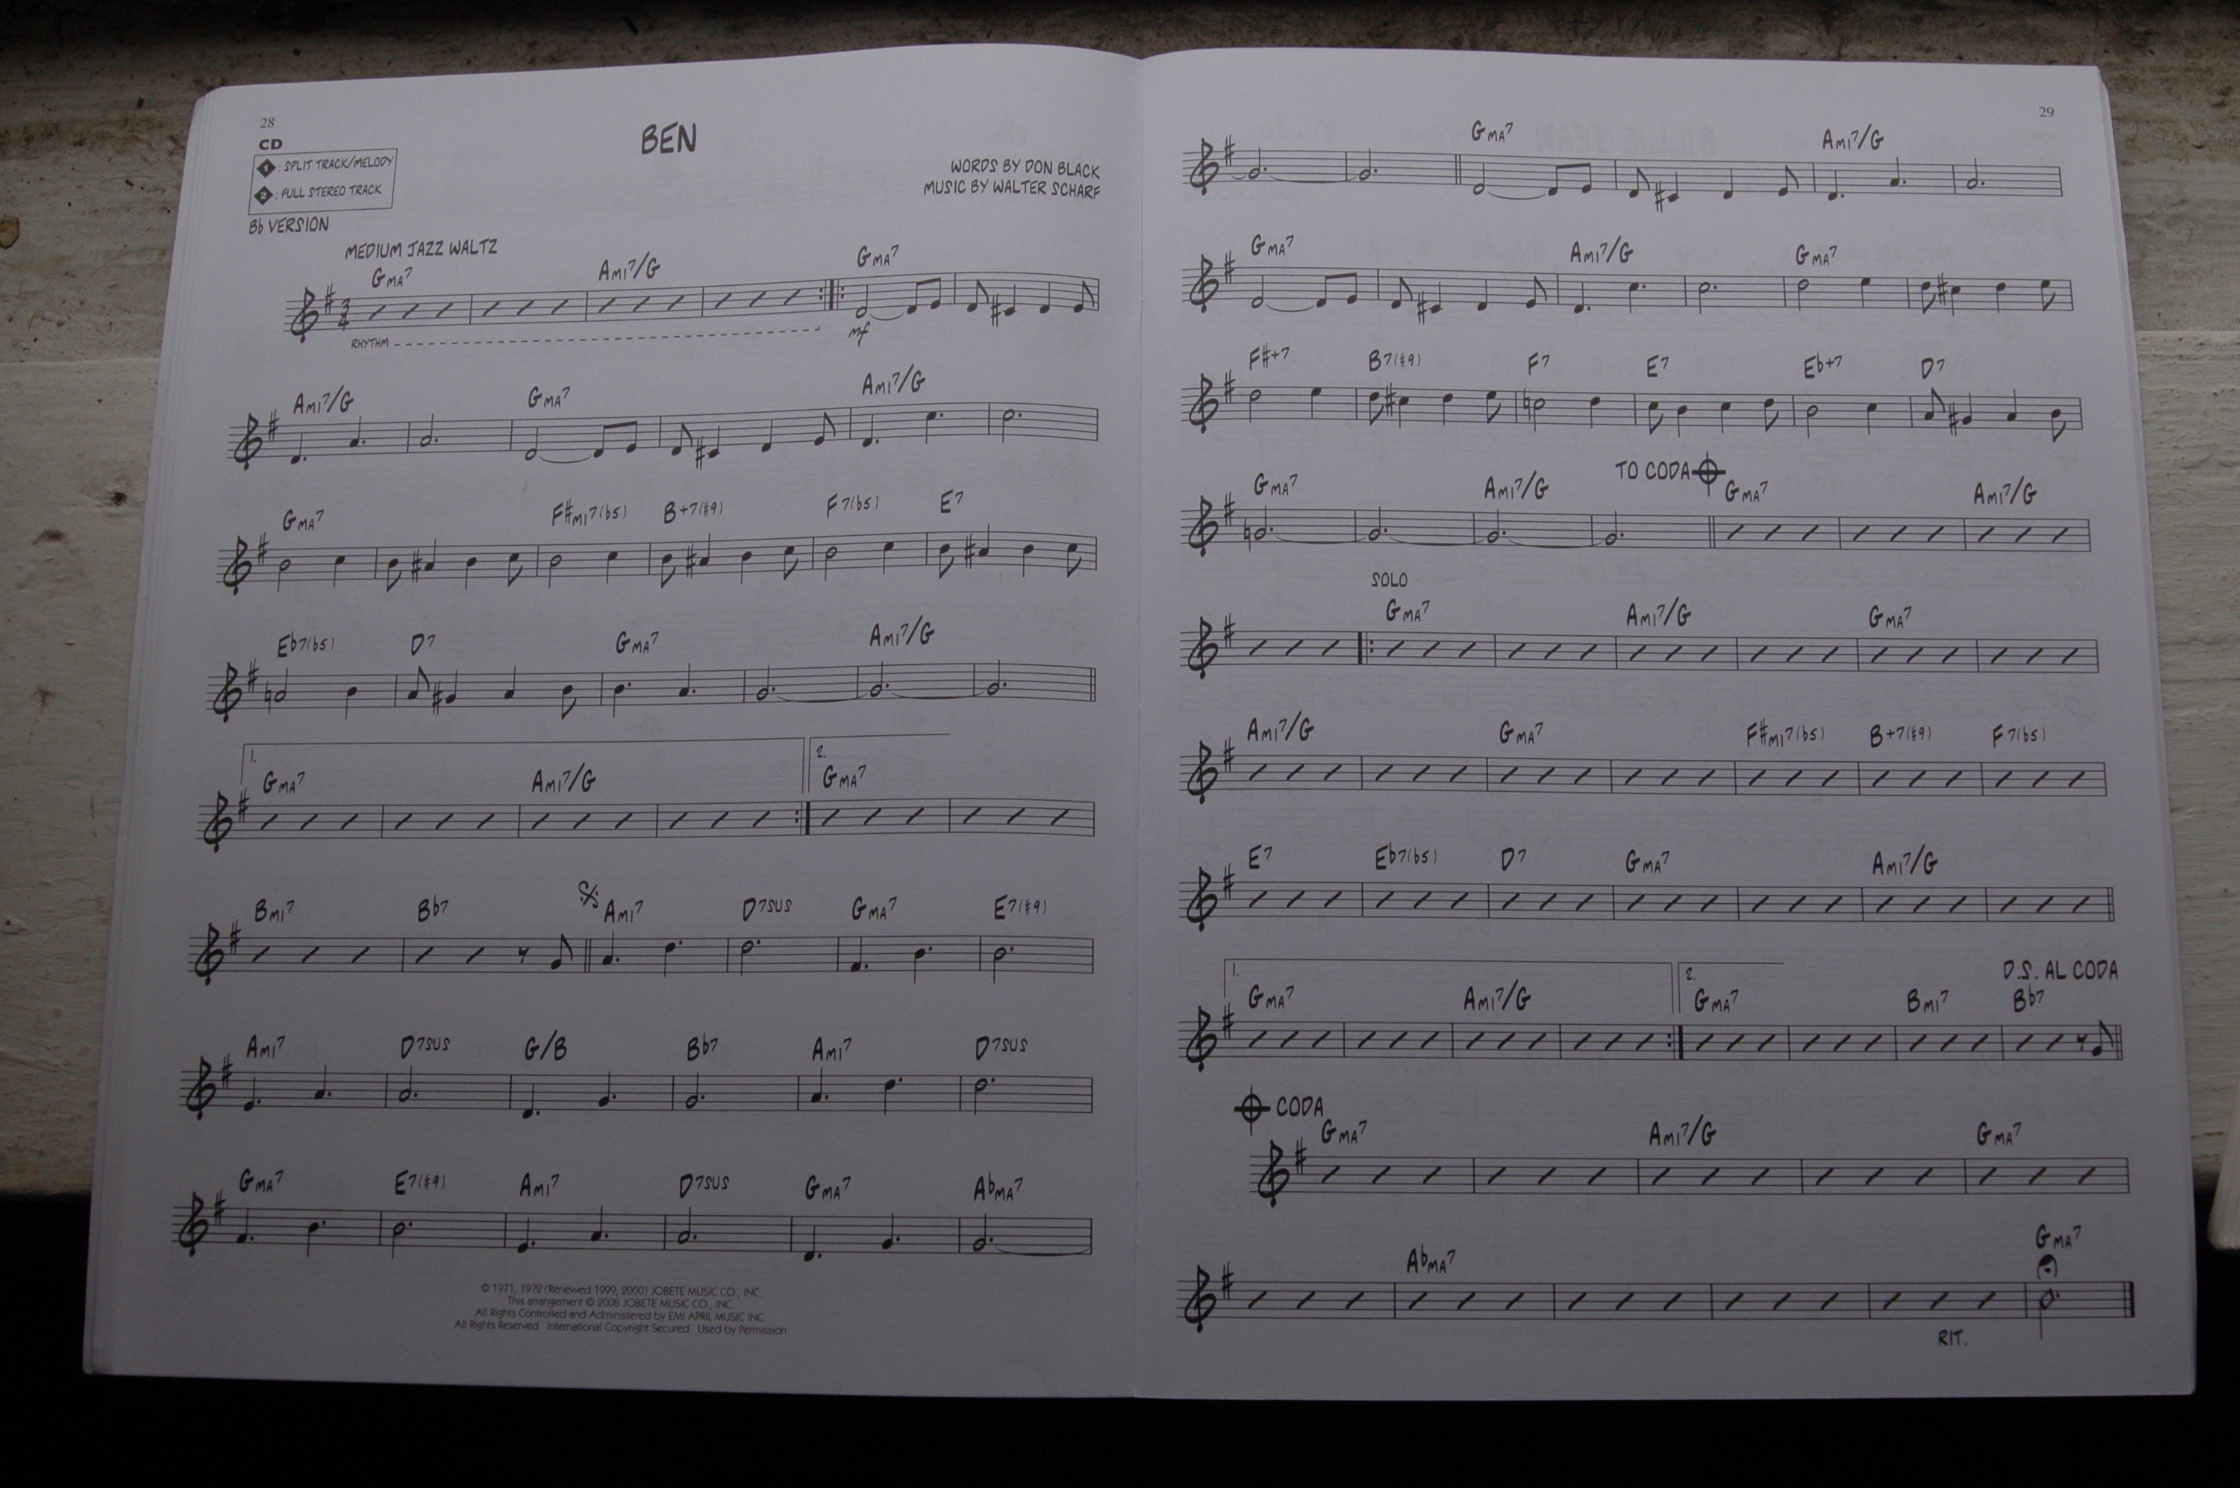 28
CD
1 : SPLIT TRACK/MELODY
2 : FULL STEREO TRACK
Bb VERSION
BEN
WORDS BY DON BLACK
MUSIC BY WALTER SCHARF
MEDIUM JAZZ WALTZ
GMA7 AMI7/G GMA7
3
4
RHYTHM
mf
AMI7/G GMA7 AMI7/G
GMA7 F#MI7(b5) B+7(#9) F7(b5) E7
Eb7(b5) D7 GMA7 AMI7/G
1. 2.
GMA7 AMI7/G GMA7
BMI7 Bb7 AMI7 D7SUS GMA7 E7(#9)
AMI7 D7SUS G/B Bb7 AMI7 D7SUS
GMA7 E7(#9) AMI7 D7SUS GMA7 AbMA7
© 1971, 1972 (Renewed 1999, 2000) JOBETE MUSIC CO., INC.
This arrangement © 2008 JOBETE MUSIC CO., INC.
All Rights Controlled and Administered by EMI APRIL MUSIC INC.
All Rights Reserved International Copyright Secured Used by Permission
29
GMA7 AMI7/G
GMA7 AMI7/G GMA7
F#+7 B7(#9) F7 E7 Eb+7 D7
TO CODA
GMA7 AMI7/G GMA7 AMI7/G
SOLO
GMA7 AMI7/G GMA7
AMI7/G GMA7 F#MI7(b5) B+7(#9) F7(b5)
E7 Eb7(b5) D7 GMA7 AMI7/G
1. 2. D.S. AL CODA
GMA7 AMI7/G GMA7 BMI7 Bb7
CODA
GMA7 AMI7/G GMA7
AbMA7 GMA7
RIT.